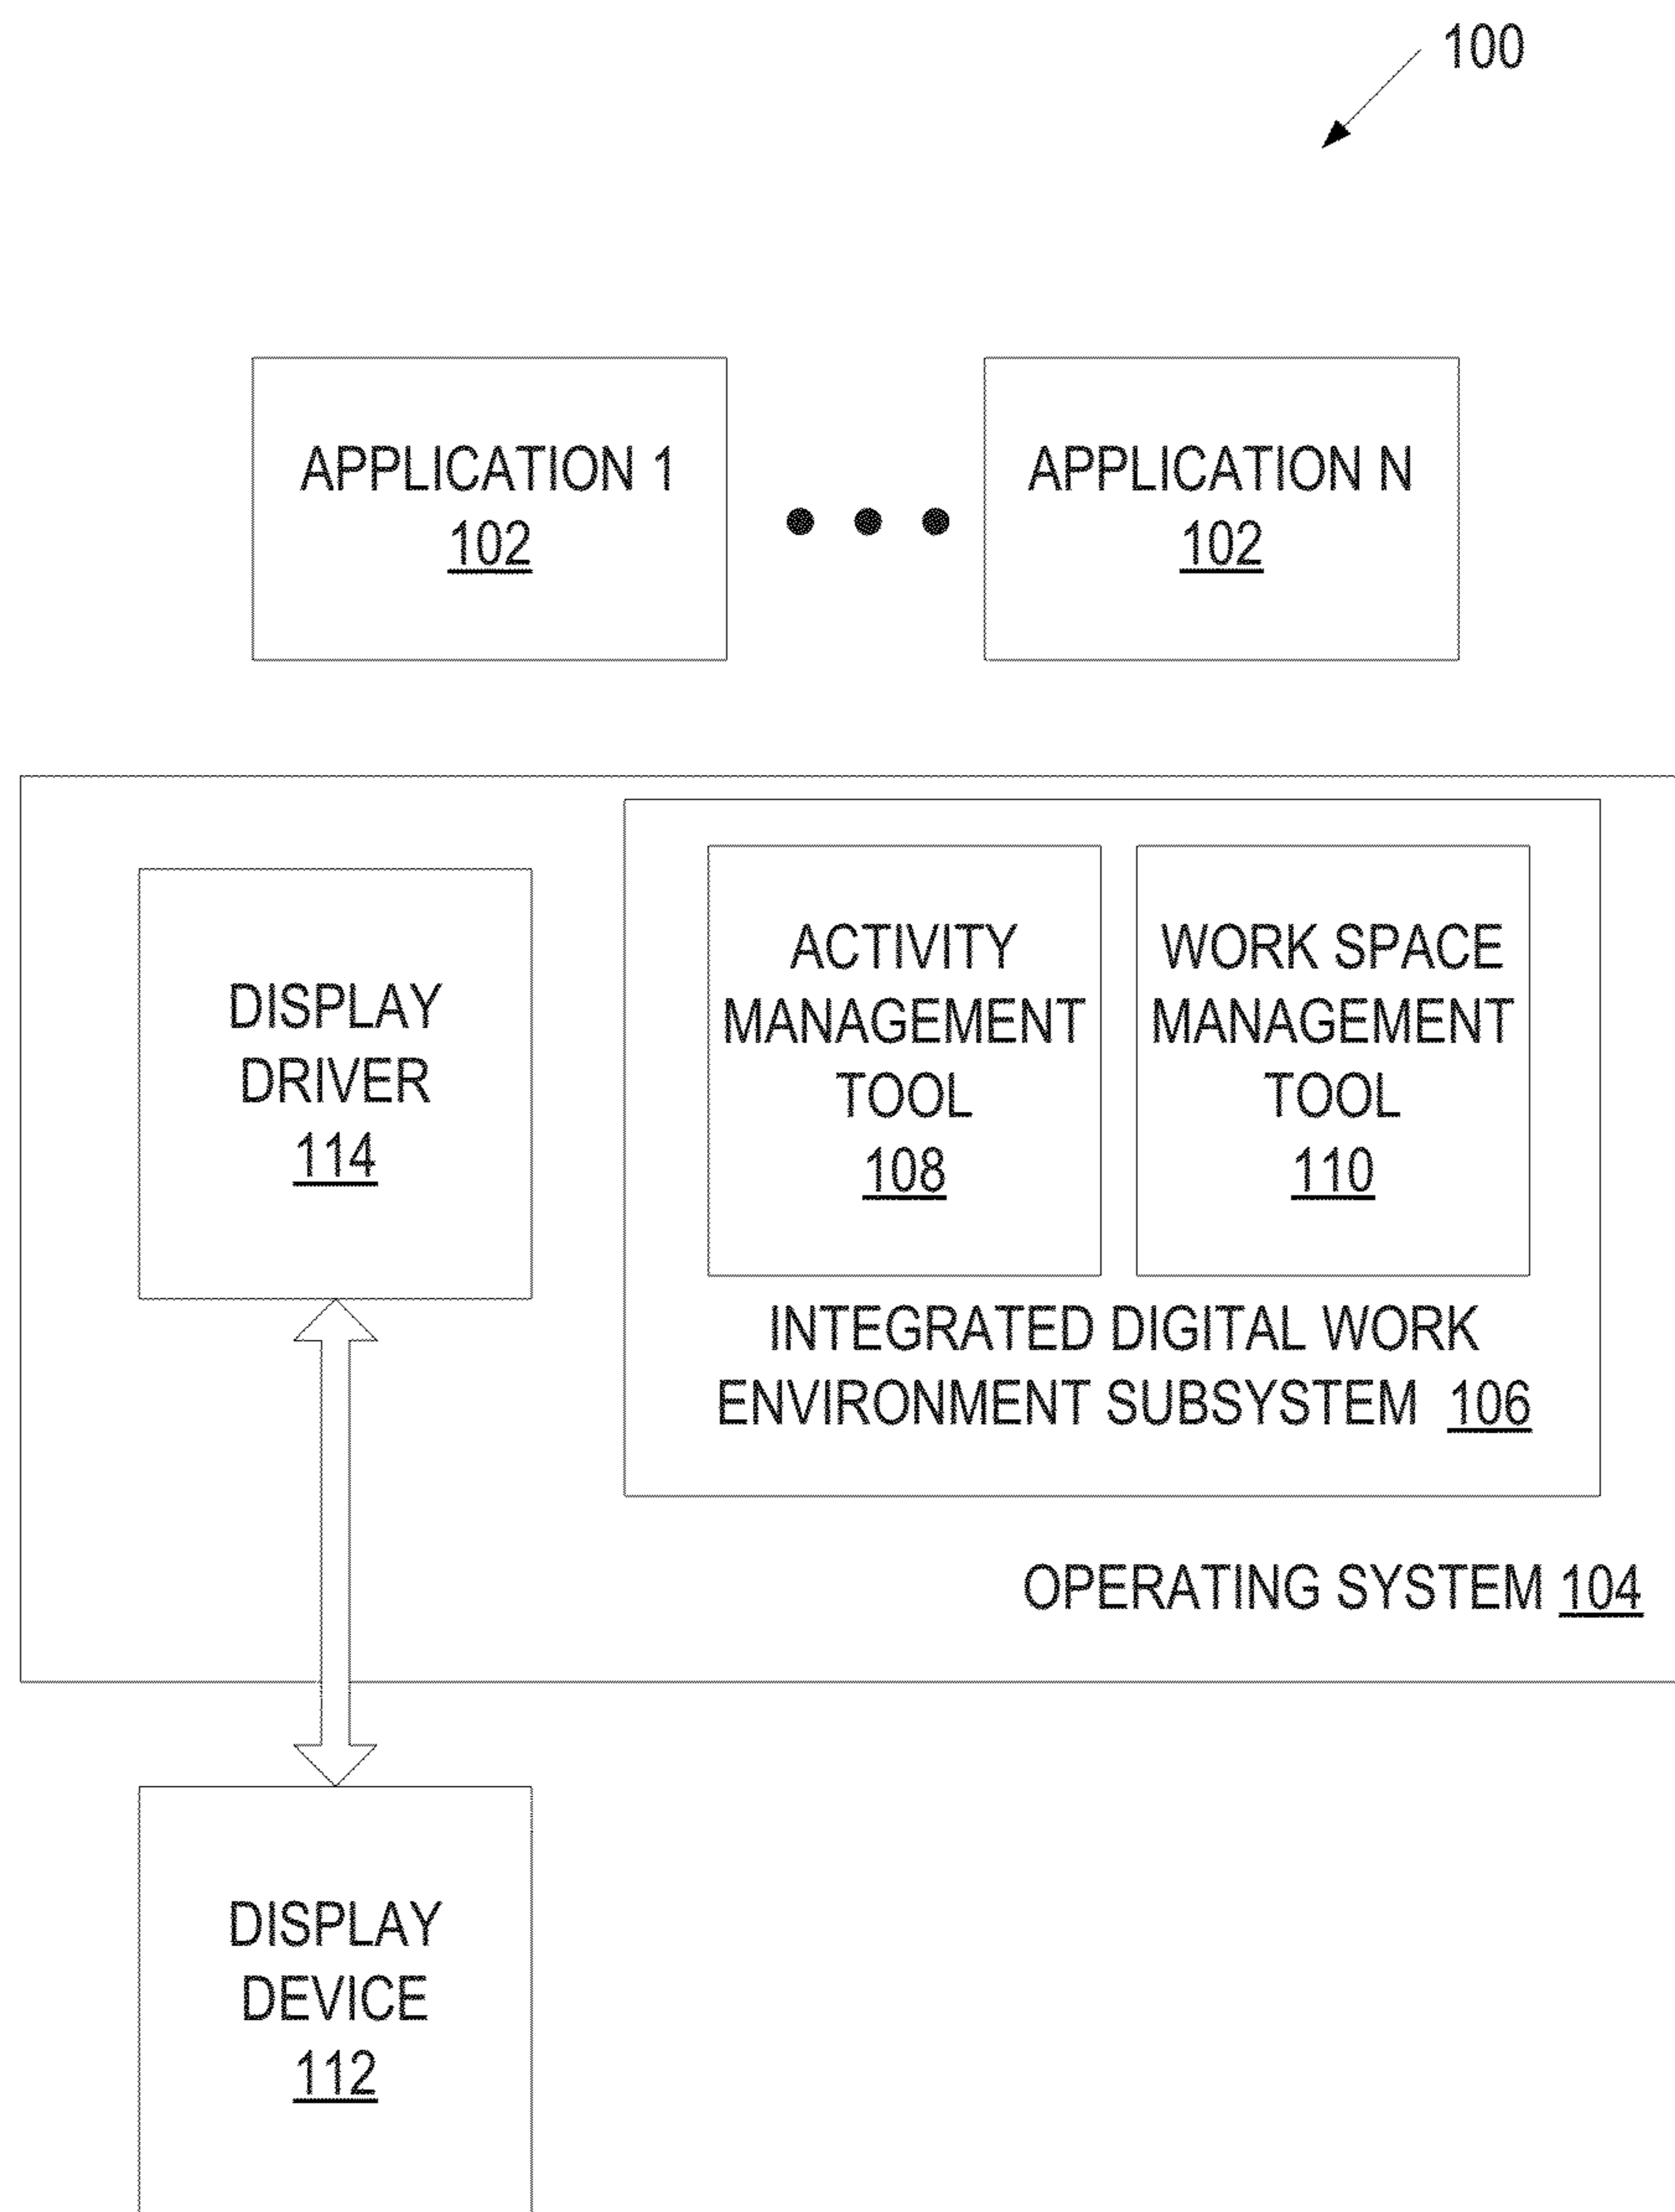 100
APPLICATION 1
102
APPLICATION N
102
DISPLAY
DRIVER
114
ACTIVITY
MANAGEMENT
TOOL
108
WORK SPACE
MANAGEMENT
TOOL
110
INTEGRATED DIGITAL WORK
ENVIRONMENT SUBSYSTEM 106
OPERATING SYSTEM 104
DISPLAY
DEVICE
112